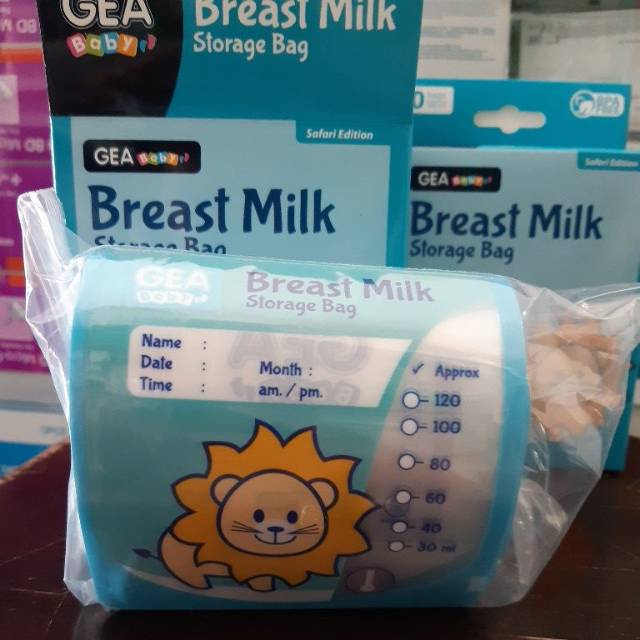 GEA
Baby
Breast Milk
Storage Bag
Safari Edition
GEA Baby
Breast Milk
Storage Bag
Safari Edition
GEA Baby
Breast Milk
Storage Bag
GEA
Baby
Breast Milk
Storage Bag
Name :
Date : Month :
Time : am. / pm.
✓ Approx
120
100
80
60
40
30 ml